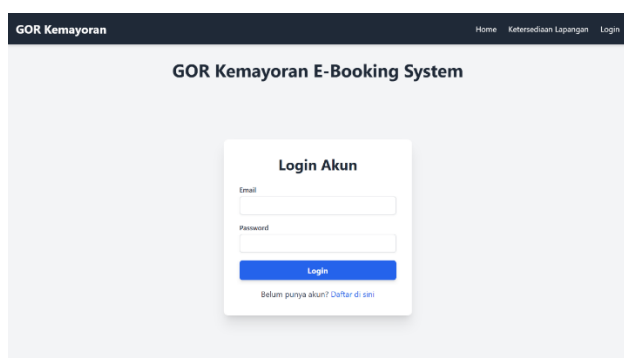 GOR Kemayoran
Home Ketersediaan Lapangan Login
GOR Kemayoran E-Booking System
Login Akun
Email
Password
Login
Belum punya akun? Daftar di sini